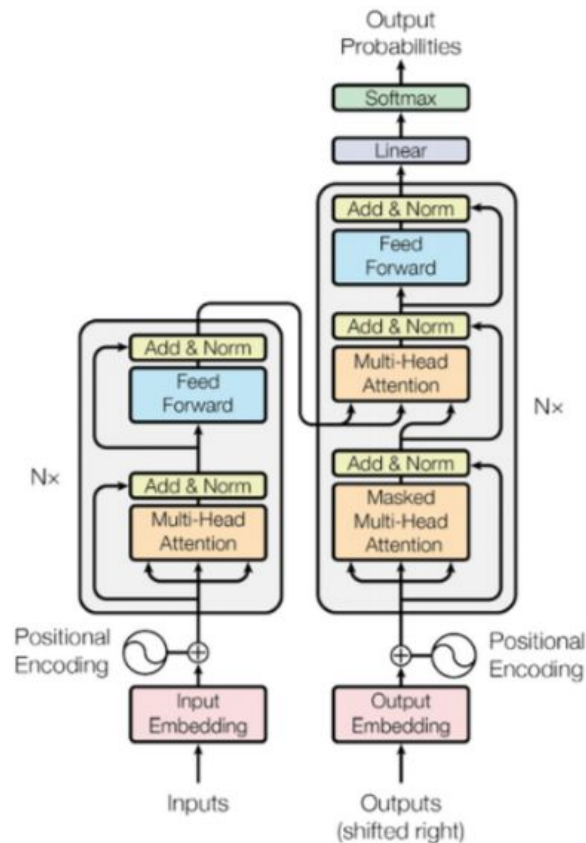 Output
Probabilities
Softmax
Linear
Add & Norm
Feed
Forward
Add & Norm
Multi-Head
Attention
Add & Norm
Masked
Multi-Head
Attention
N×
Add & Norm
Feed
Forward
Add & Norm
Multi-Head
Attention
N×
Positional
Encoding
Positional
Encoding
Input
Embedding
Output
Embedding
Inputs
Outputs
(shifted right)